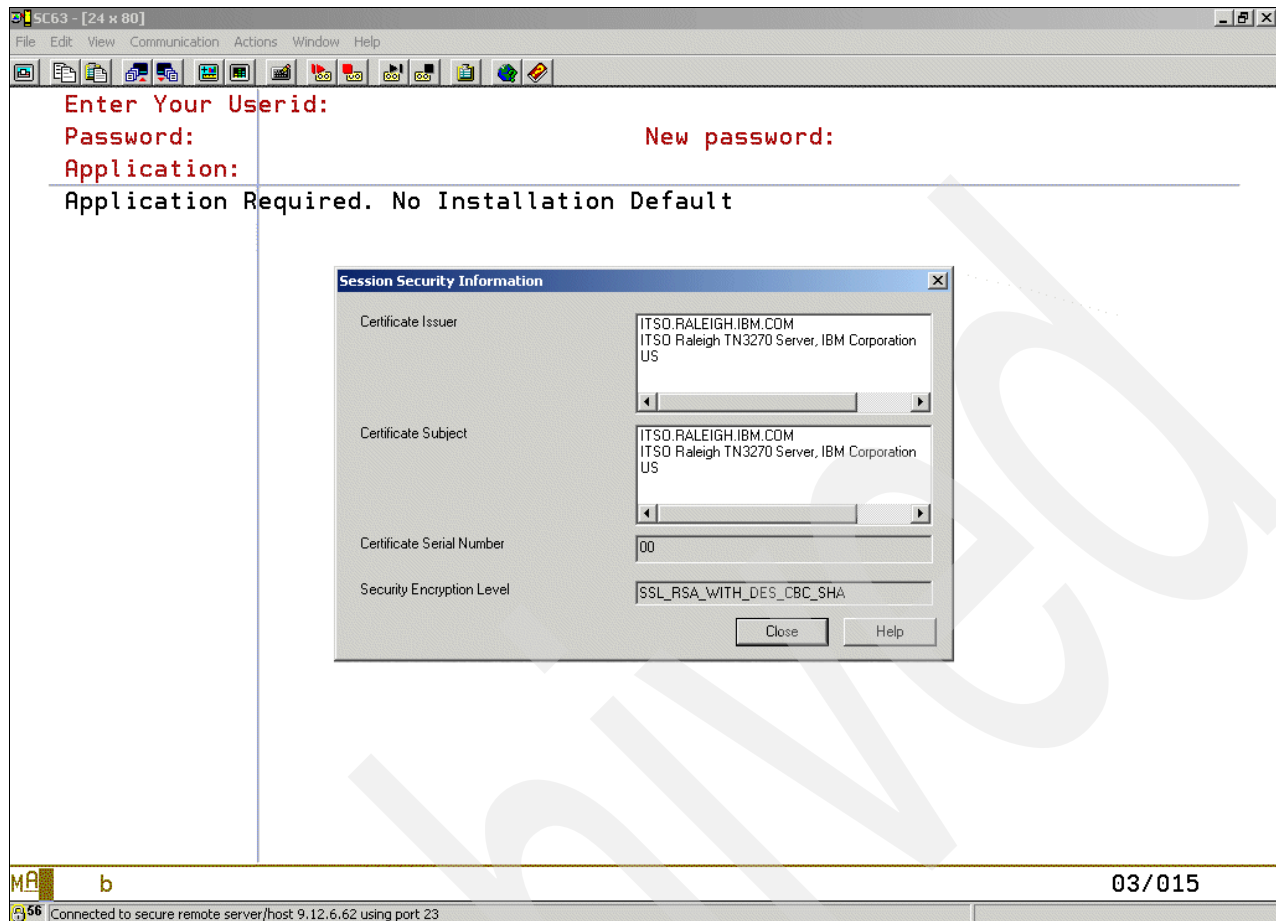 SC63 - [24 x 80]
File Edit View Communication Actions Window Help
Enter Your Userid:
Password: New password:
Application:
Application Required. No Installation Default
Session Security Information
Certificate Issuer
ITSO.RALEIGH.IBM.COM
ITSO Raleigh TN3270 Server, IBM Corporation
US
Certificate Subject
ITSO.RALEIGH.IBM.COM
ITSO Raleigh TN3270 Server, IBM Corporation
US
Certificate Serial Number
00
Security Encryption Level
SSL_RSA_WITH_DES_CBC_SHA
Close Help
MA b 03/015
56 Connected to secure remote server/host 9.12.6.62 using port 23
hived